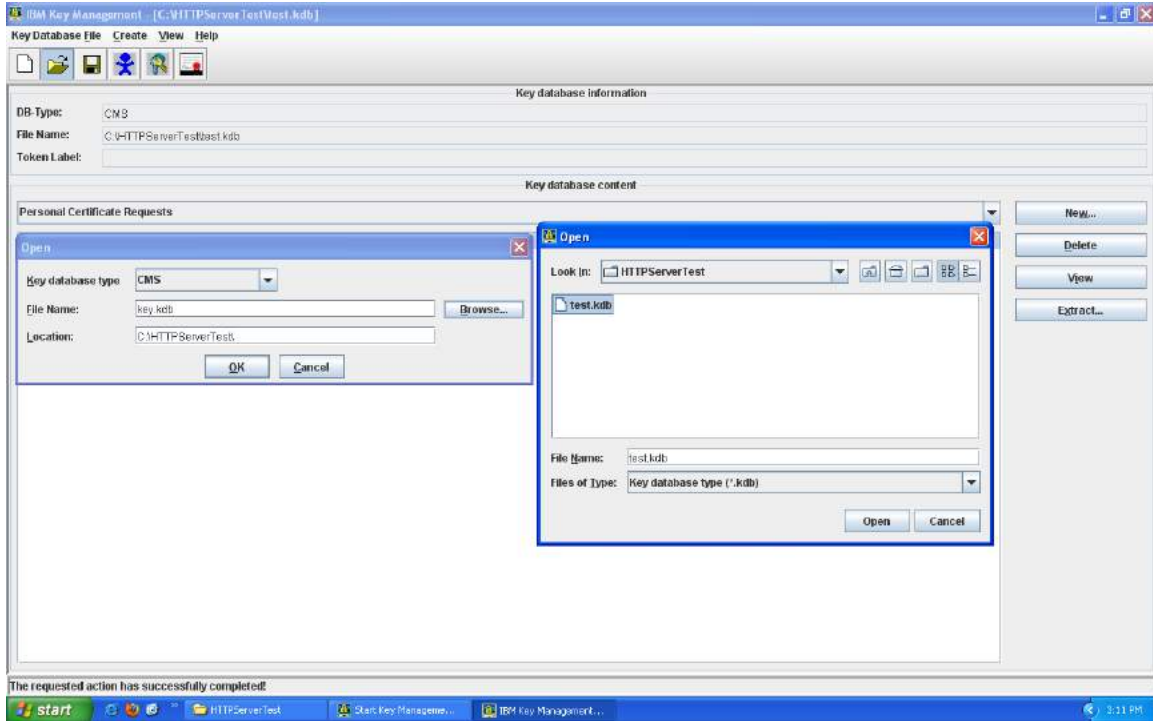 IBM Key Management - [C:\HTTPServerTest\test.kdb]
Key Database File Create View Help
Key database information
DB-Type: CMS
File Name: C:\HTTPServerTest\test.kdb
Token Label:
Key database content
Personal Certificate Requests
New...
Delete
View
Extract...
Open
Key database type CMS
File Name: key.kdb Browse...
Location: C:\HTTPServerTest\
OK Cancel
Open
Look In: HTTPServerTest
test.kdb
File Name: test.kdb
Files of Type: Key database type (*.kdb)
Open Cancel
The requested action has successfully completed!
start HTTPServerTest Start Key Manageme... IBM Key Management... 3:11 PM